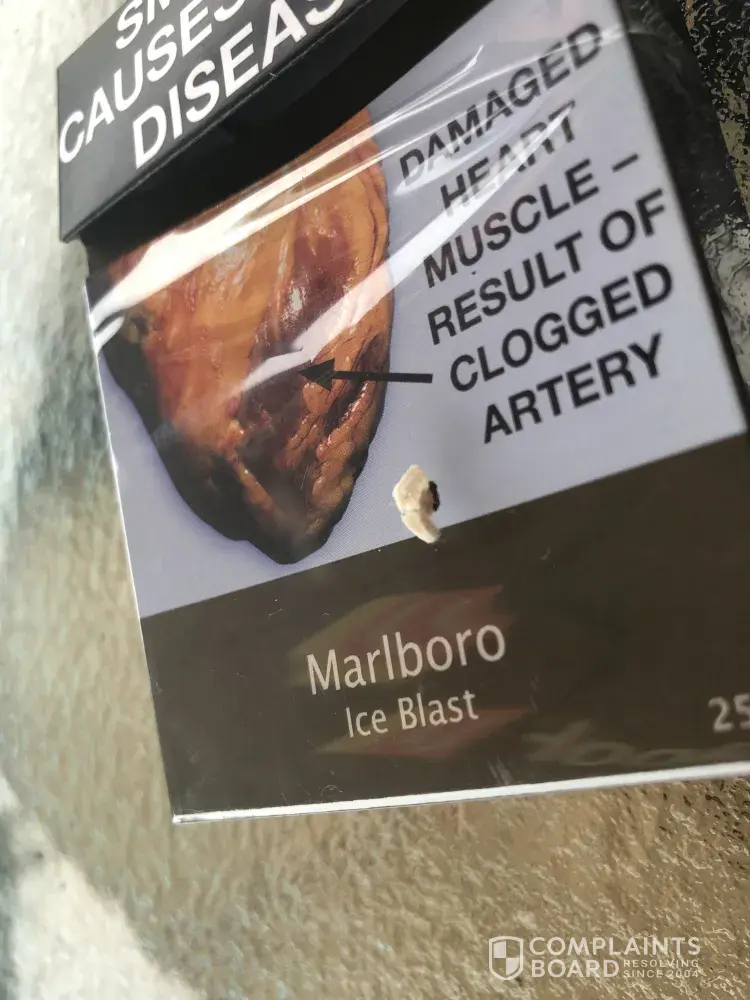 CAUSES
DISEAS
DAMAGED
HEART
MUSCLE –
RESULT OF
CLOGGED
ARTERY
Marlboro
Ice Blast
25
COMPLAINTS
BOARD RESOLVING
SINCE 2004